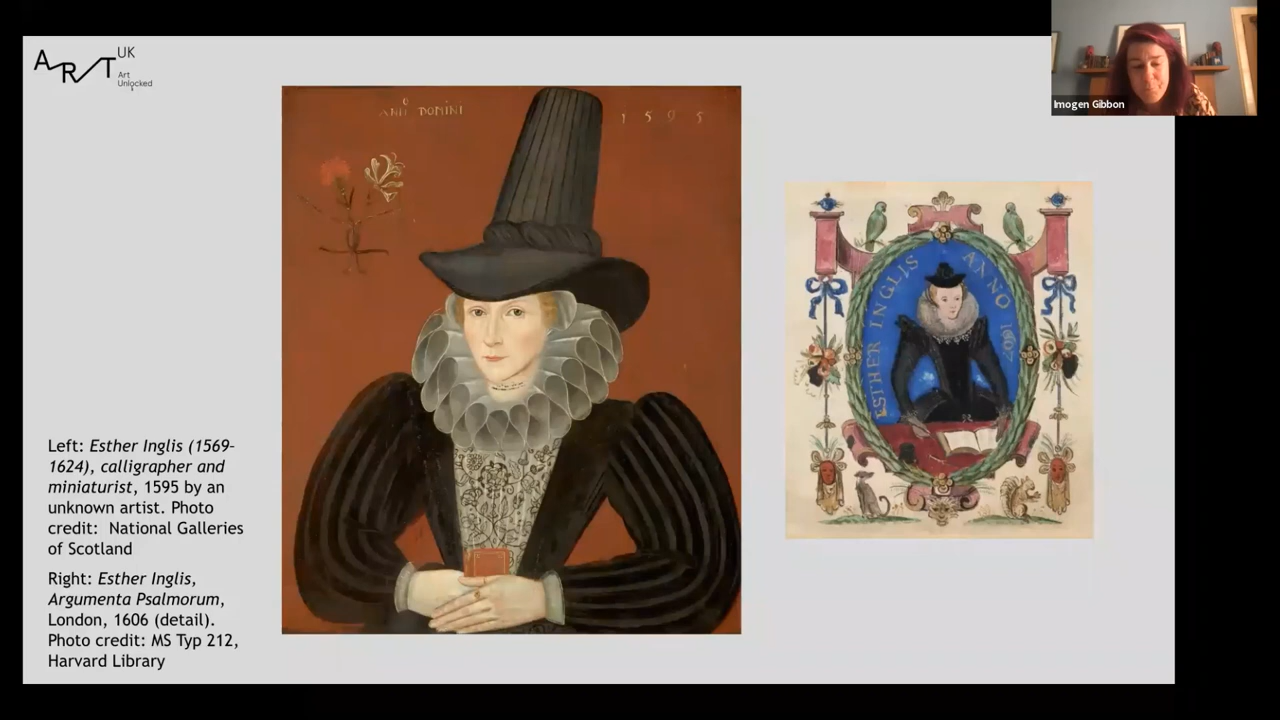 ART UK
Art
Unlocked
Imogen Gibbon
ANNO DOMINI 1595
ESTHER INGLIS ANNO 1607
Left: Esther Inglis (1569-
1624), calligrapher and
miniaturist, 1595 by an
unknown artist. Photo
credit: National Galleries
of Scotland
Right: Esther Inglis,
Argumenta Psalmorum,
London, 1606 (detail).
Photo credit: MS Typ 212,
Harvard Library